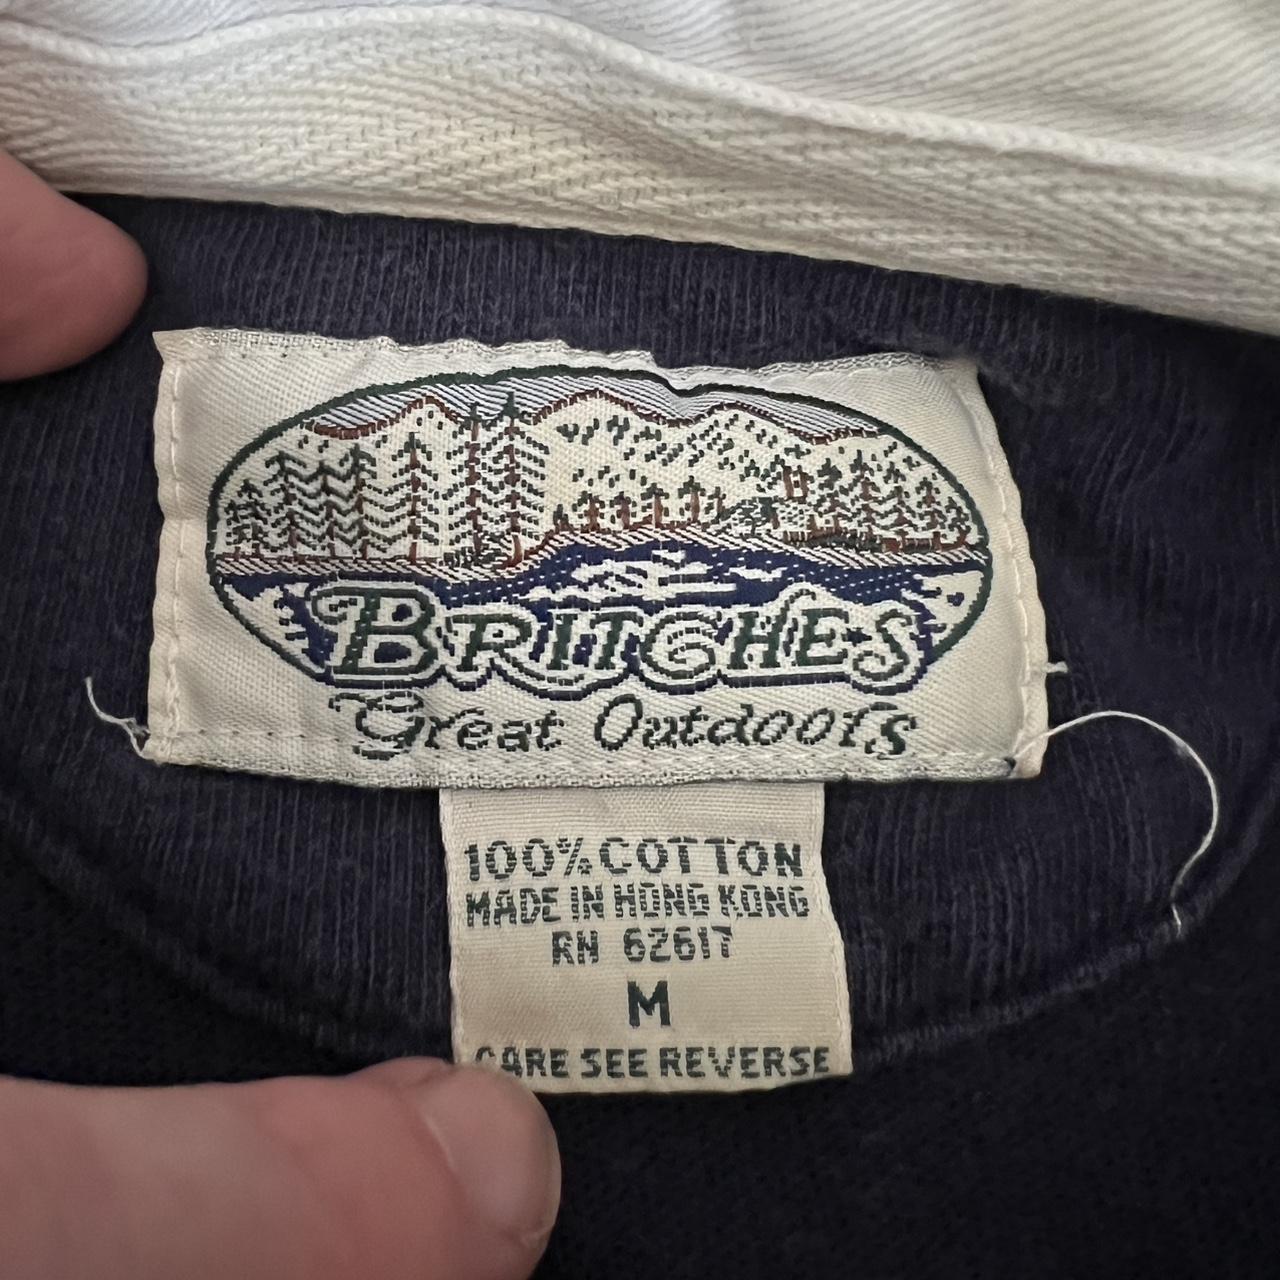 BRITCHES
Great Outdoors
100% COTTON
MADE IN HONG KONG
RN 62617
M
CARE SEE REVERSE